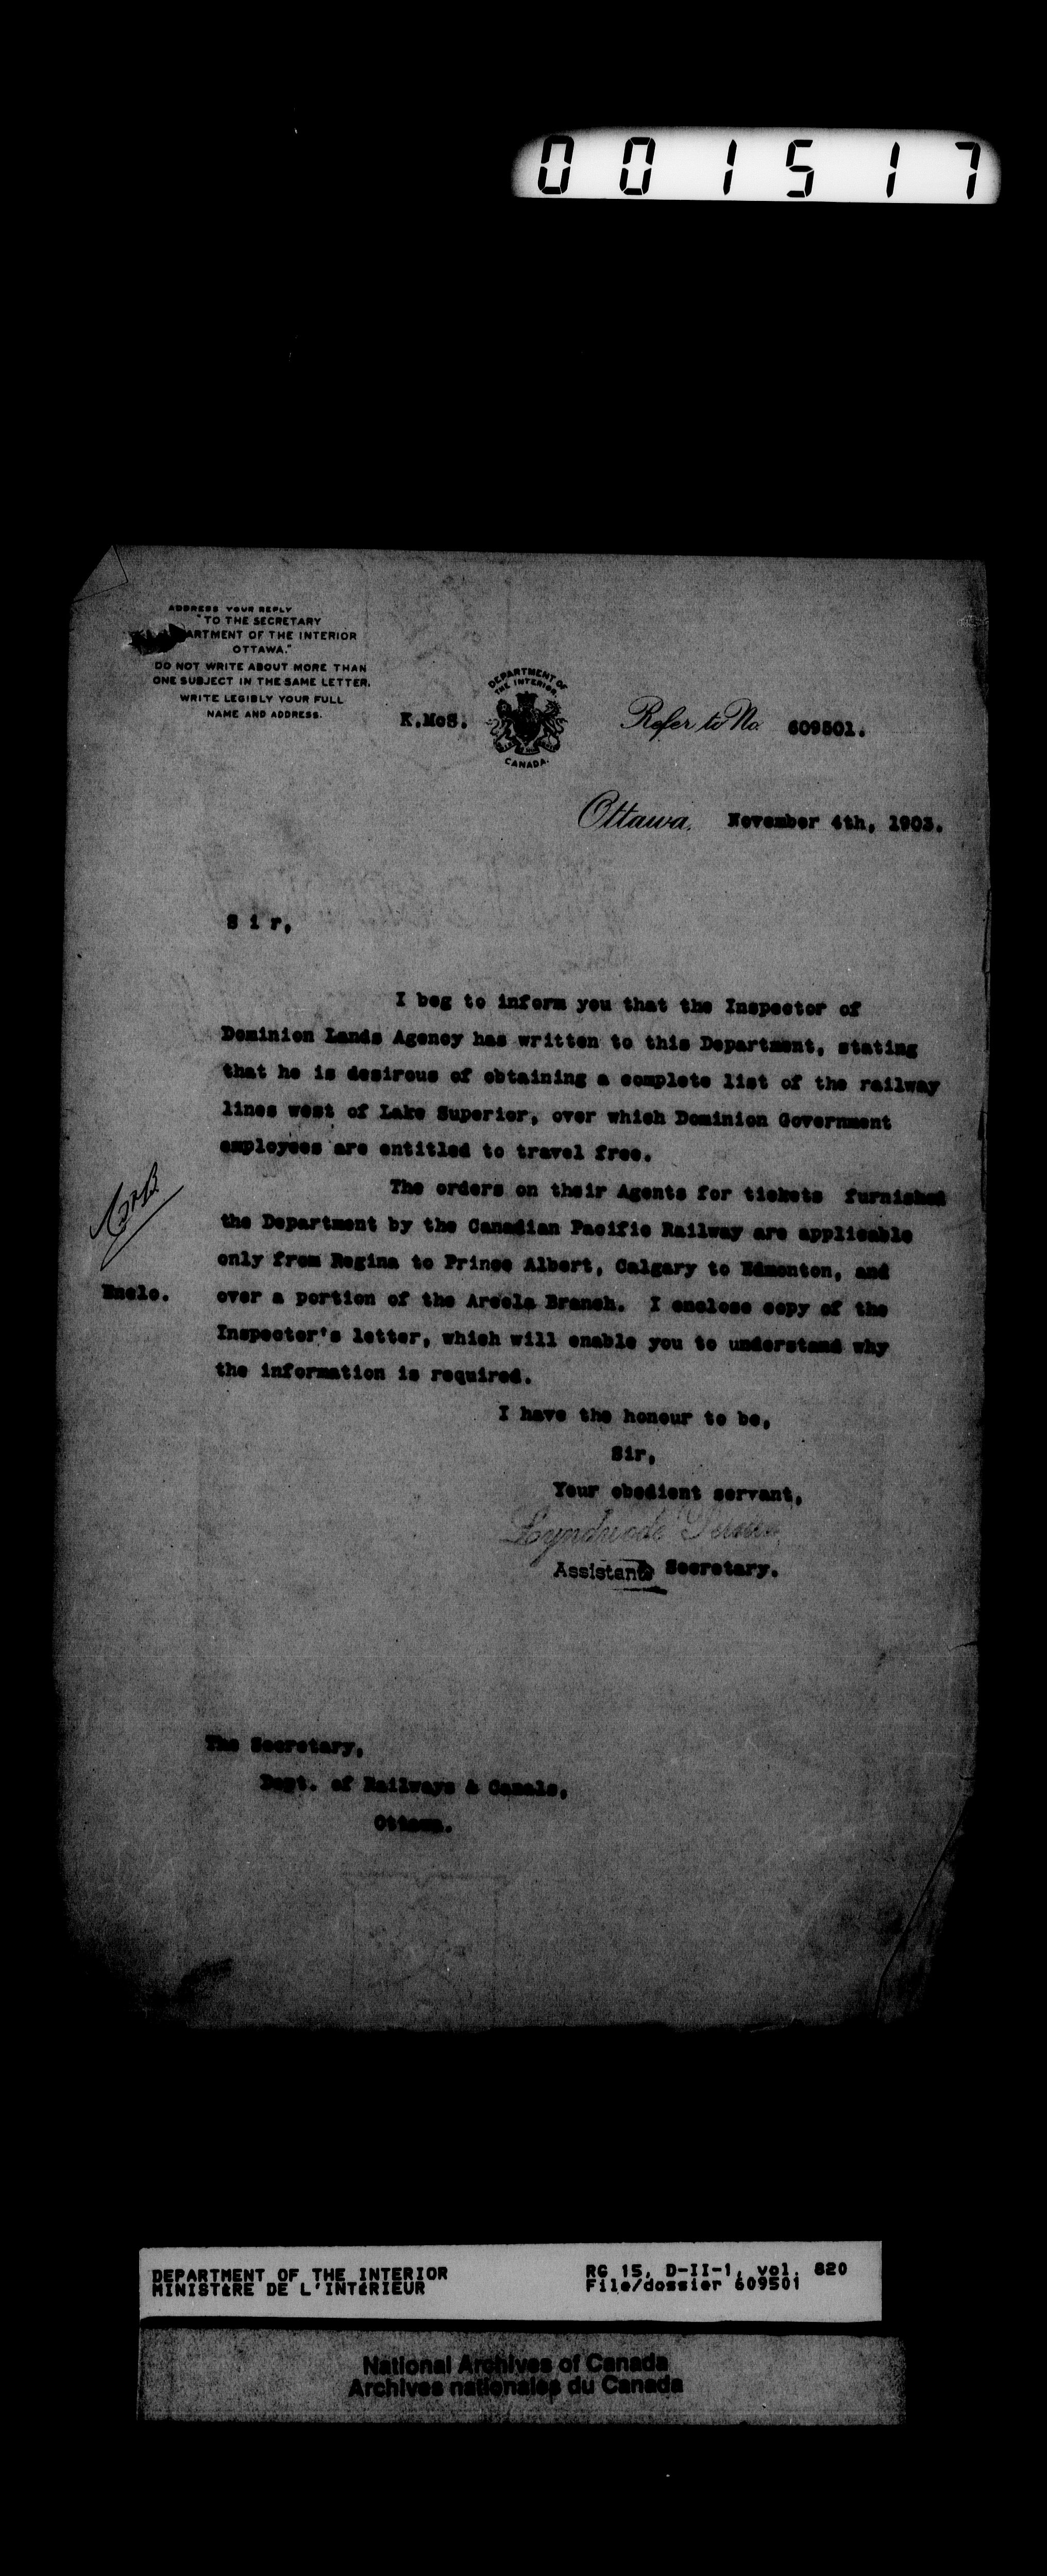 001517
ADDRESS YOUR REPLY
"TO THE SECRETARY
ARTMENT OF THE INTERIOR
OTTAWA."
DO NOT WRITE ABOUT MORE THAN
ONE SUBJECT IN THE SAME LETTER.
WRITE LEGIBLY YOUR FULL
NAME AND ADDRESS.
DEPARTMENT OF
THE INTERIOR
CANADA.
K.McS.
Refer to No. 609501.
Ottawa, November 4th, 1903.
S i r,
I beg to inform you that the Inspector of
Dominion Lands Agency has written to this Department, stating
that he is desirous of obtaining a complete list of the railway
lines west of Lake Superior, over which Dominion Government
employees are entitled to travel free.
The orders on their Agents for tickets furnished
the Department by the Canadian Pacific Railway are applicable
only from Regina to Prince Albert, Calgary to Edmonton, and
Enclo. over a portion of the Arcola Branch. I enclose copy of the
Inspector's letter, which will enable you to understand why
the information is required.
I have the honour to be,
Sir,
Your obedient servant,
Lyndwode Pereira
Assistant Secretary.
The Secretary,
Dept. of Railways & Canals,
Ottawa.
DEPARTMENT OF THE INTERIOR RG 15, D-II-1, vol. 820
MINISTÈRE DE L'INTÉRIEUR File/dossier 609501
National Archives of Canada
Archives nationales du Canada